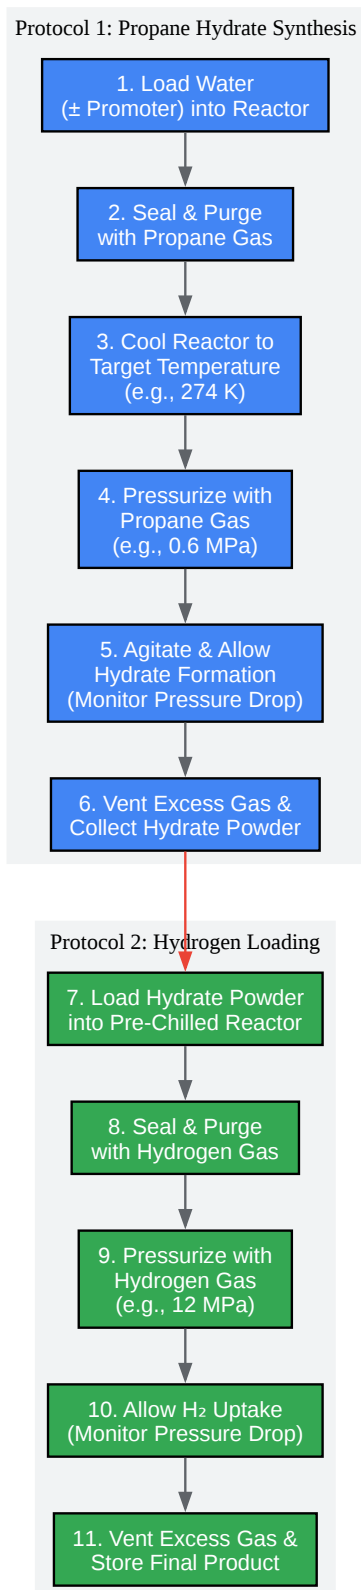 Protocol 1: Propane Hydrate Synthesis
1. Load Water
(± Promoter) into Reactor
2. Seal & Purge
with Propane Gas
3. Cool Reactor to
Target Temperature
(e.g., 274 K)
4. Pressurize with
Propane Gas
(e.g., 0.6 MPa)
5. Agitate & Allow
Hydrate Formation
(Monitor Pressure Drop)
6. Vent Excess Gas &
Collect Hydrate Powder
Protocol 2: Hydrogen Loading
7. Load Hydrate Powder
into Pre-Chilled Reactor
8. Seal & Purge
with Hydrogen Gas
9. Pressurize with
Hydrogen Gas
(e.g., 12 MPa)
10. Allow H₂ Uptake
(Monitor Pressure Drop)
11. Vent Excess Gas &
Store Final Product